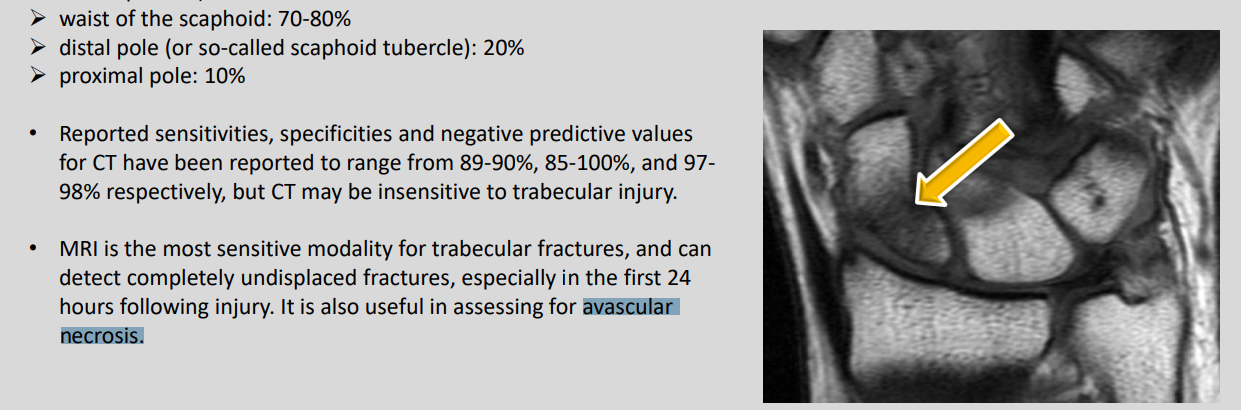 ➢ waist of the scaphoid: 70-80%
➢ distal pole (or so-called scaphoid tubercle): 20%
➢ proximal pole: 10%
• Reported sensitivities, specificities and negative predictive values
for CT have been reported to range from 89-90%, 85-100%, and 97-
98% respectively, but CT may be insensitive to trabecular injury.
• MRI is the most sensitive modality for trabecular fractures, and can
detect completely undisplaced fractures, especially in the first 24
hours following injury. It is also useful in assessing for avascular
necrosis.